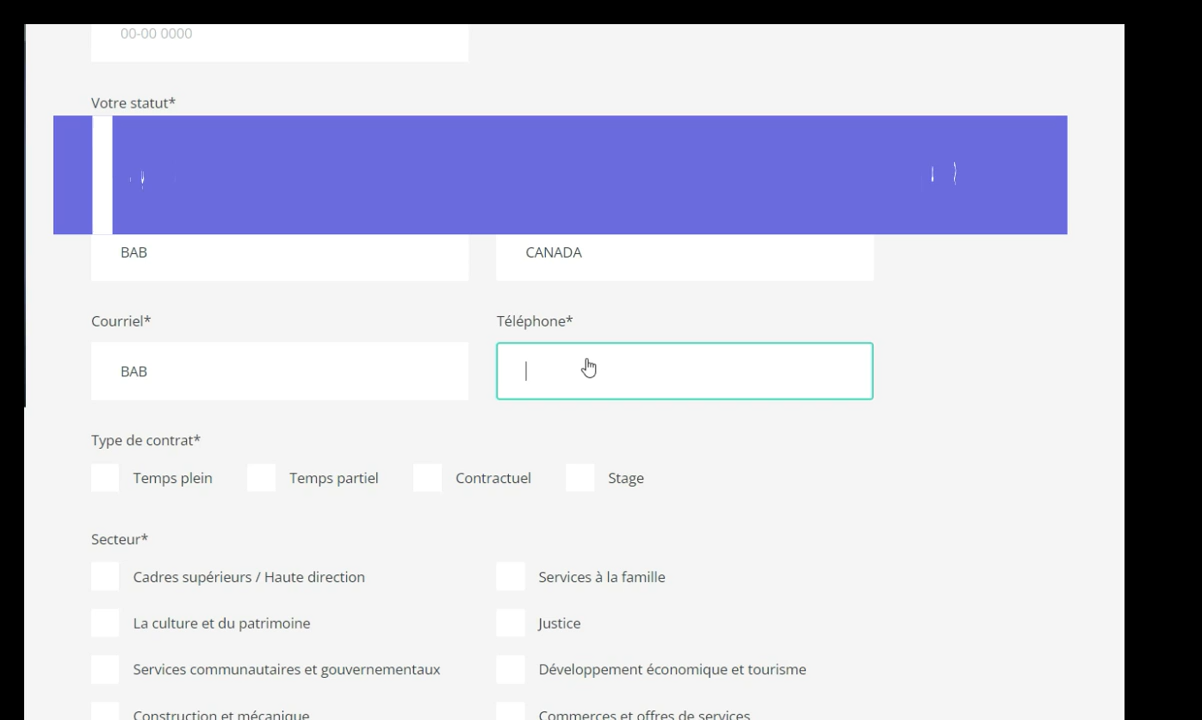 00-00 0000
Votre statut*
BAB CANADA
Courriel* Téléphone*
BAB
Type de contrat*
Temps plein Temps partiel Contractuel Stage
Secteur*
Cadres supérieurs / Haute direction Services à la famille
La culture et du patrimoine Justice
Services communautaires et gouvernementaux Développement économique et tourisme
Construction et mécanique Commerces et offres de services